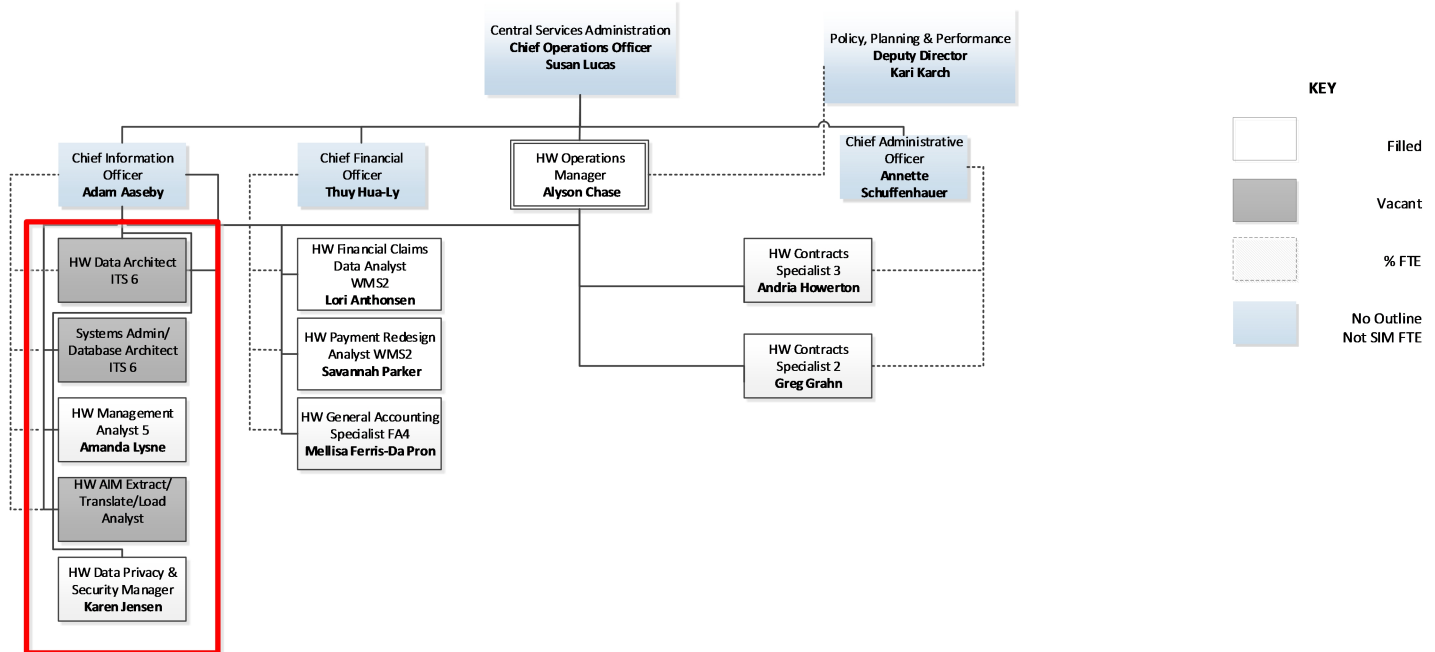 Central Services Administration
Chief Operations Officer
Susan Lucas
Policy, Planning & Performance
Deputy Director
Kari Karch
KEY
Filled
Vacant
% FTE
No Outline
Not SIM FTE
Chief Information
Officer
Adam Aaseby
Chief Financial
Officer
Thuy Hua-Ly
HW Operations
Manager
Alyson Chase
Chief Administrative
Officer
Annette
Schuffenhauer
HW Data Architect
ITS 6
Systems Admin/
Database Architect
ITS 6
HW Management
Analyst 5
Amanda Lysne
HW AIM Extract/
Translate/Load
Analyst
HW Data Privacy &
Security Manager
Karen Jensen
HW Financial Claims
Data Analyst
WMS2
Lori Anthonsen
HW Payment Redesign
Analyst WMS2
Savannah Parker
HW General Accounting
Specialist FA4
Mellisa Ferris-Da Pron
HW Contracts
Specialist 3
Andria Howerton
HW Contracts
Specialist 2
Greg Grahn